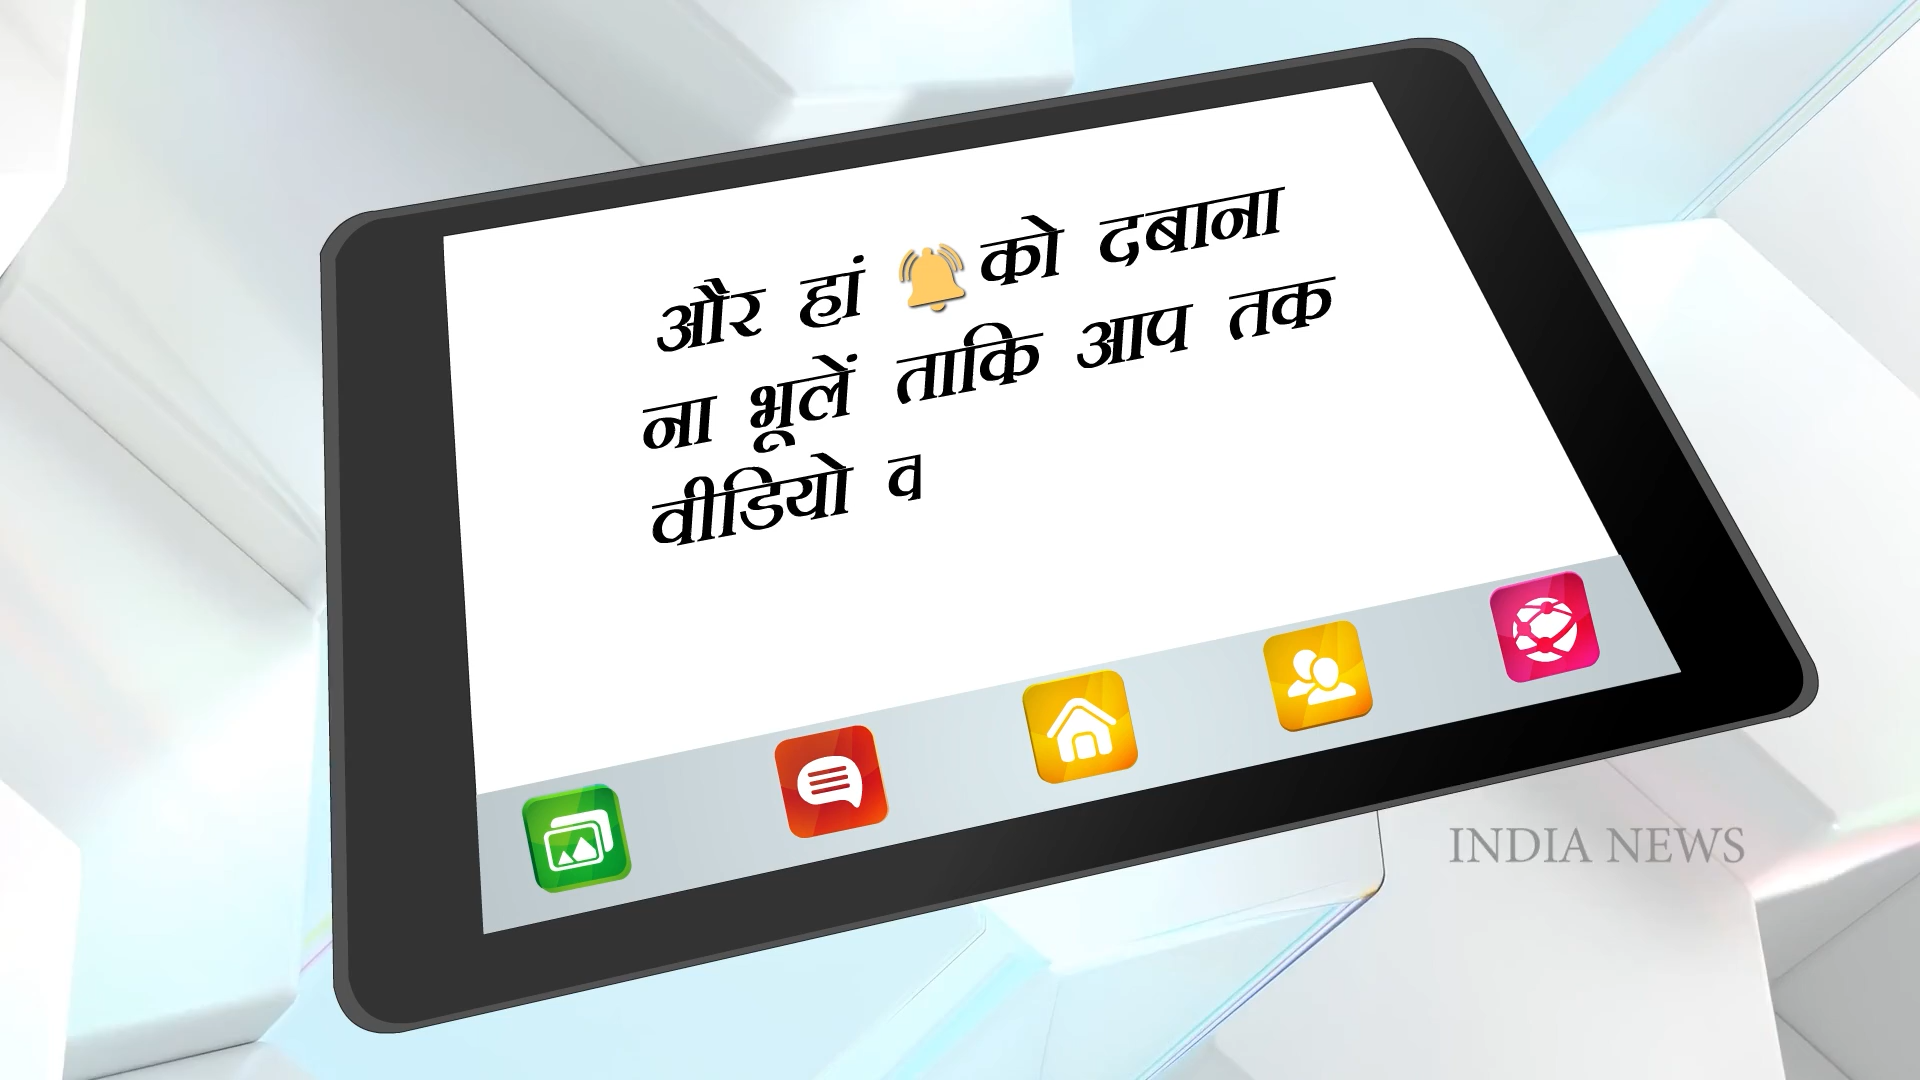 और हां 🔔 को दबाना
ना भूलें ताकि आप तक
वीडियो व
INDIA NEWS